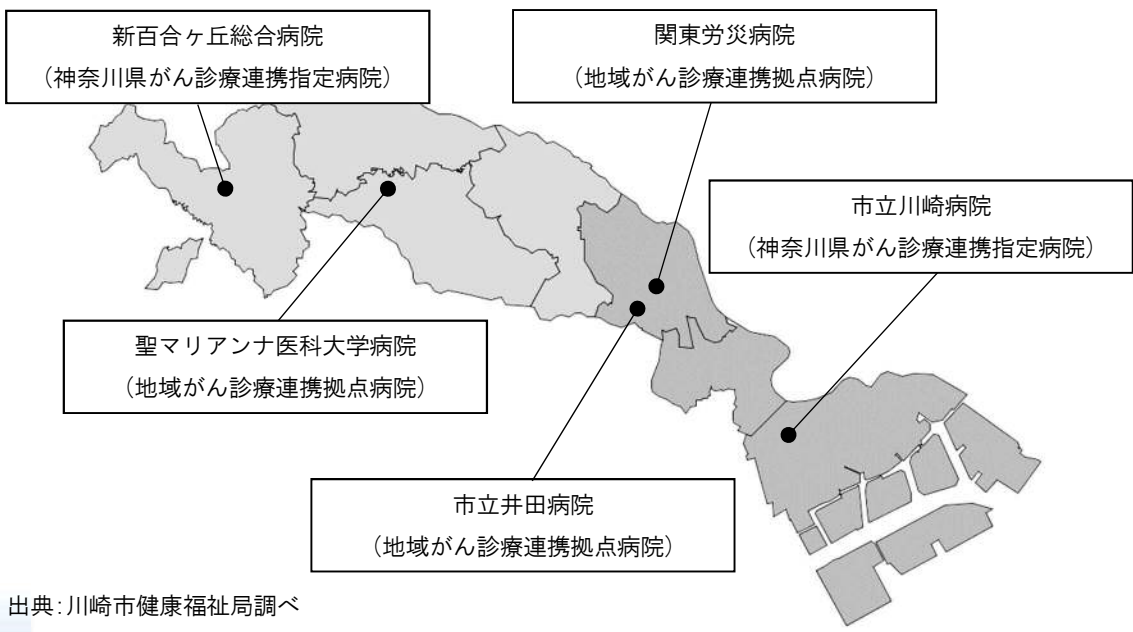 新百合ヶ丘総合病院
（神奈川県がん診療連携指定病院）
関東労災病院
（地域がん診療連携拠点病院）
市立川崎病院
（神奈川県がん診療連携指定病院）
聖マリアンナ医科大学病院
（地域がん診療連携拠点病院）
市立井田病院
（地域がん診療連携拠点病院）
出典：川崎市健康福祉局調べ